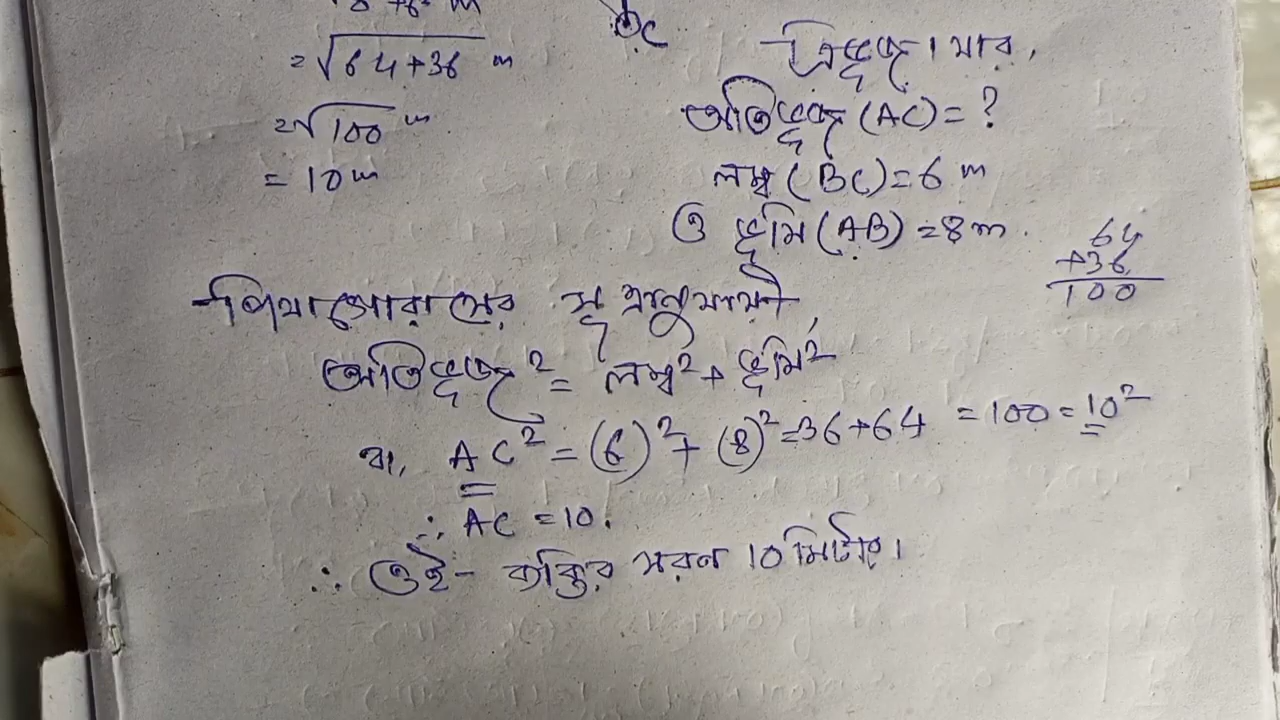 = √64+36 m
= √100 m
= 10 m
C
ত্রিভুজ। যার,
অতিভুজ (AC) = ?
লম্ব (BC) = 6 m
ও ভূমি (AB) = 8 m.
64
+36
100
পিথাগোরাসের সূত্রানুযায়ী,
অতিভুজ² = লম্ব² + ভূমি²
বা, AC² = (6)² + (8)² = 36+64 = 100 = 10²
∴ AC = 10.
∴ ওই ব্যক্তির সরণ 10 মিটার।